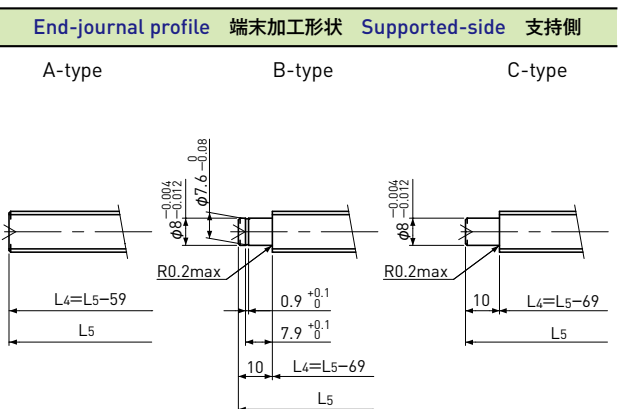 End-journal profile 端末加工形状 Supported-side 支持側
A-type B-type C-type
L4=L5−59
L5
φ8 −0.004 −0.012
φ7.6 0 −0.08
R0.2max
0.9 +0.1 0
7.9 +0.1 0
10 L4=L5−69
L5
φ8 −0.004 −0.012
R0.2max
10 L4=L5−69
L5